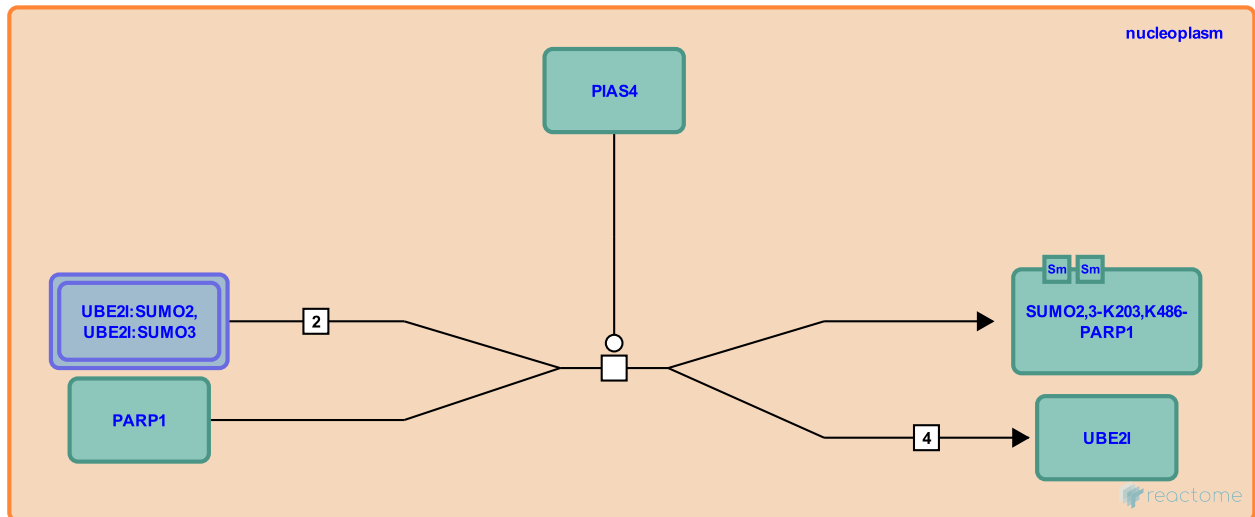 nucleoplasm
PIAS4
UBE2I:SUMO2,
UBE2I:SUMO3
2
PARP1
Sm Sm
SUMO2,3-K203,K486-
PARP1
4
UBE2I
reactome